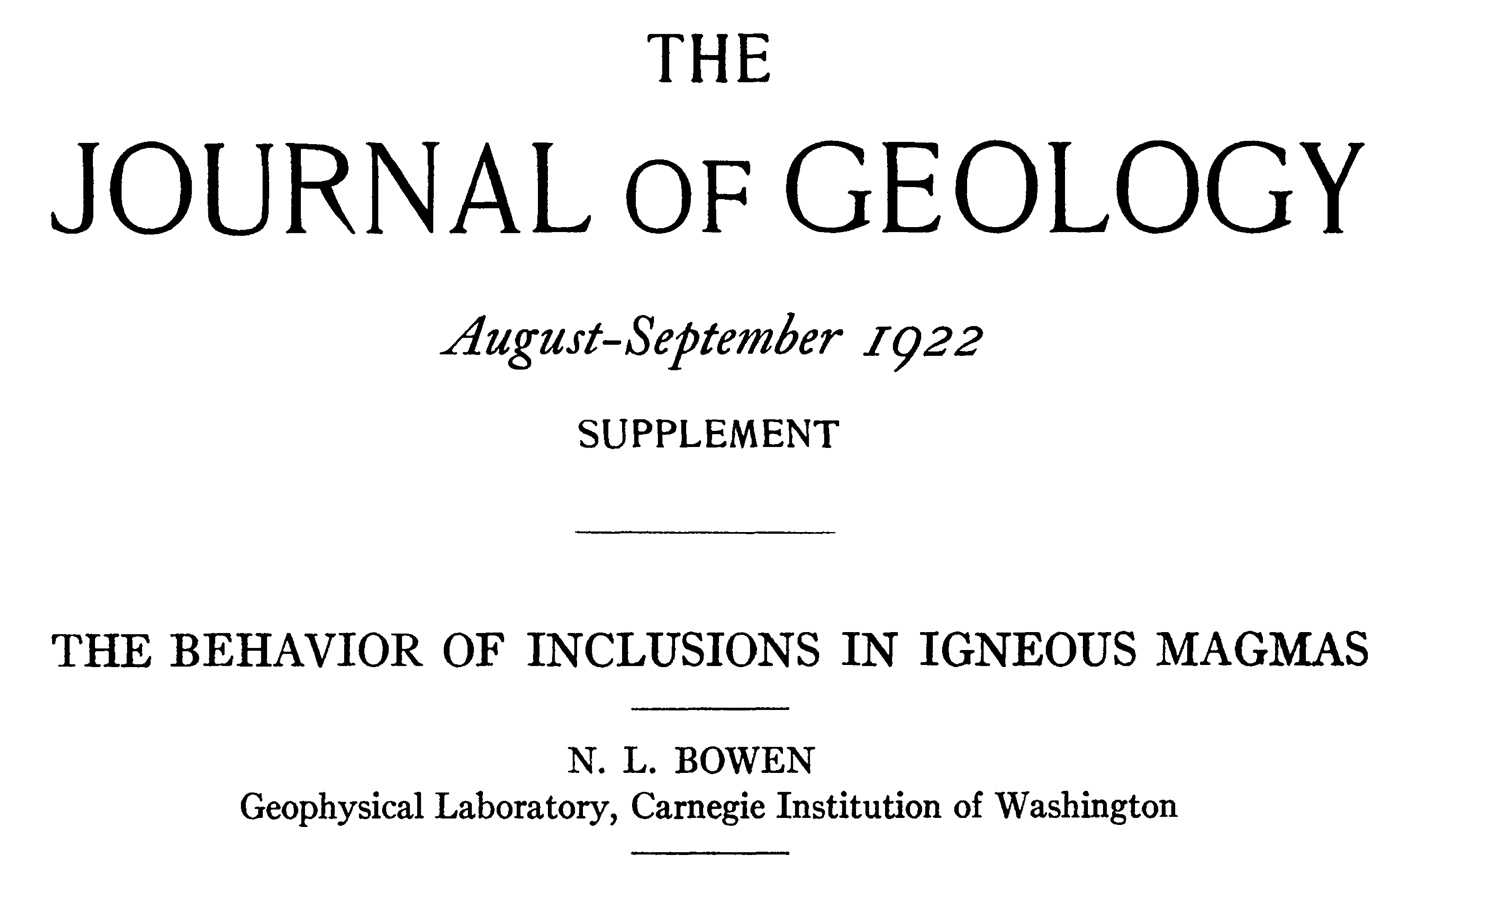 THE
JOURNAL OF GEOLOGY
August-September 1922
SUPPLEMENT
THE BEHAVIOR OF INCLUSIONS IN IGNEOUS MAGMAS
N. L. BOWEN
Geophysical Laboratory, Carnegie Institution of Washington